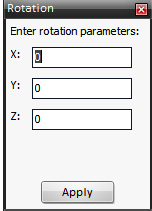 Rotation
Enter rotation parameters:
X: 0
Y: 0
Z: 0
Apply